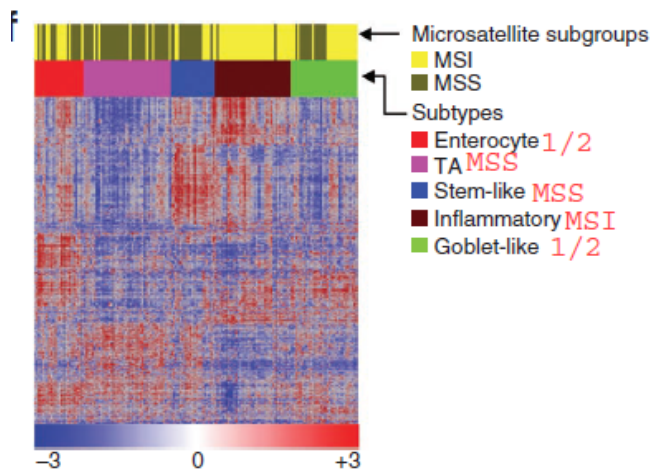 f
Microsatellite subgroups
MSI
MSS
Subtypes
Enterocyte 1/2
TA MSS
Stem-like MSS
Inflammatory MSI
Goblet-like 1/2
−3 0 +3